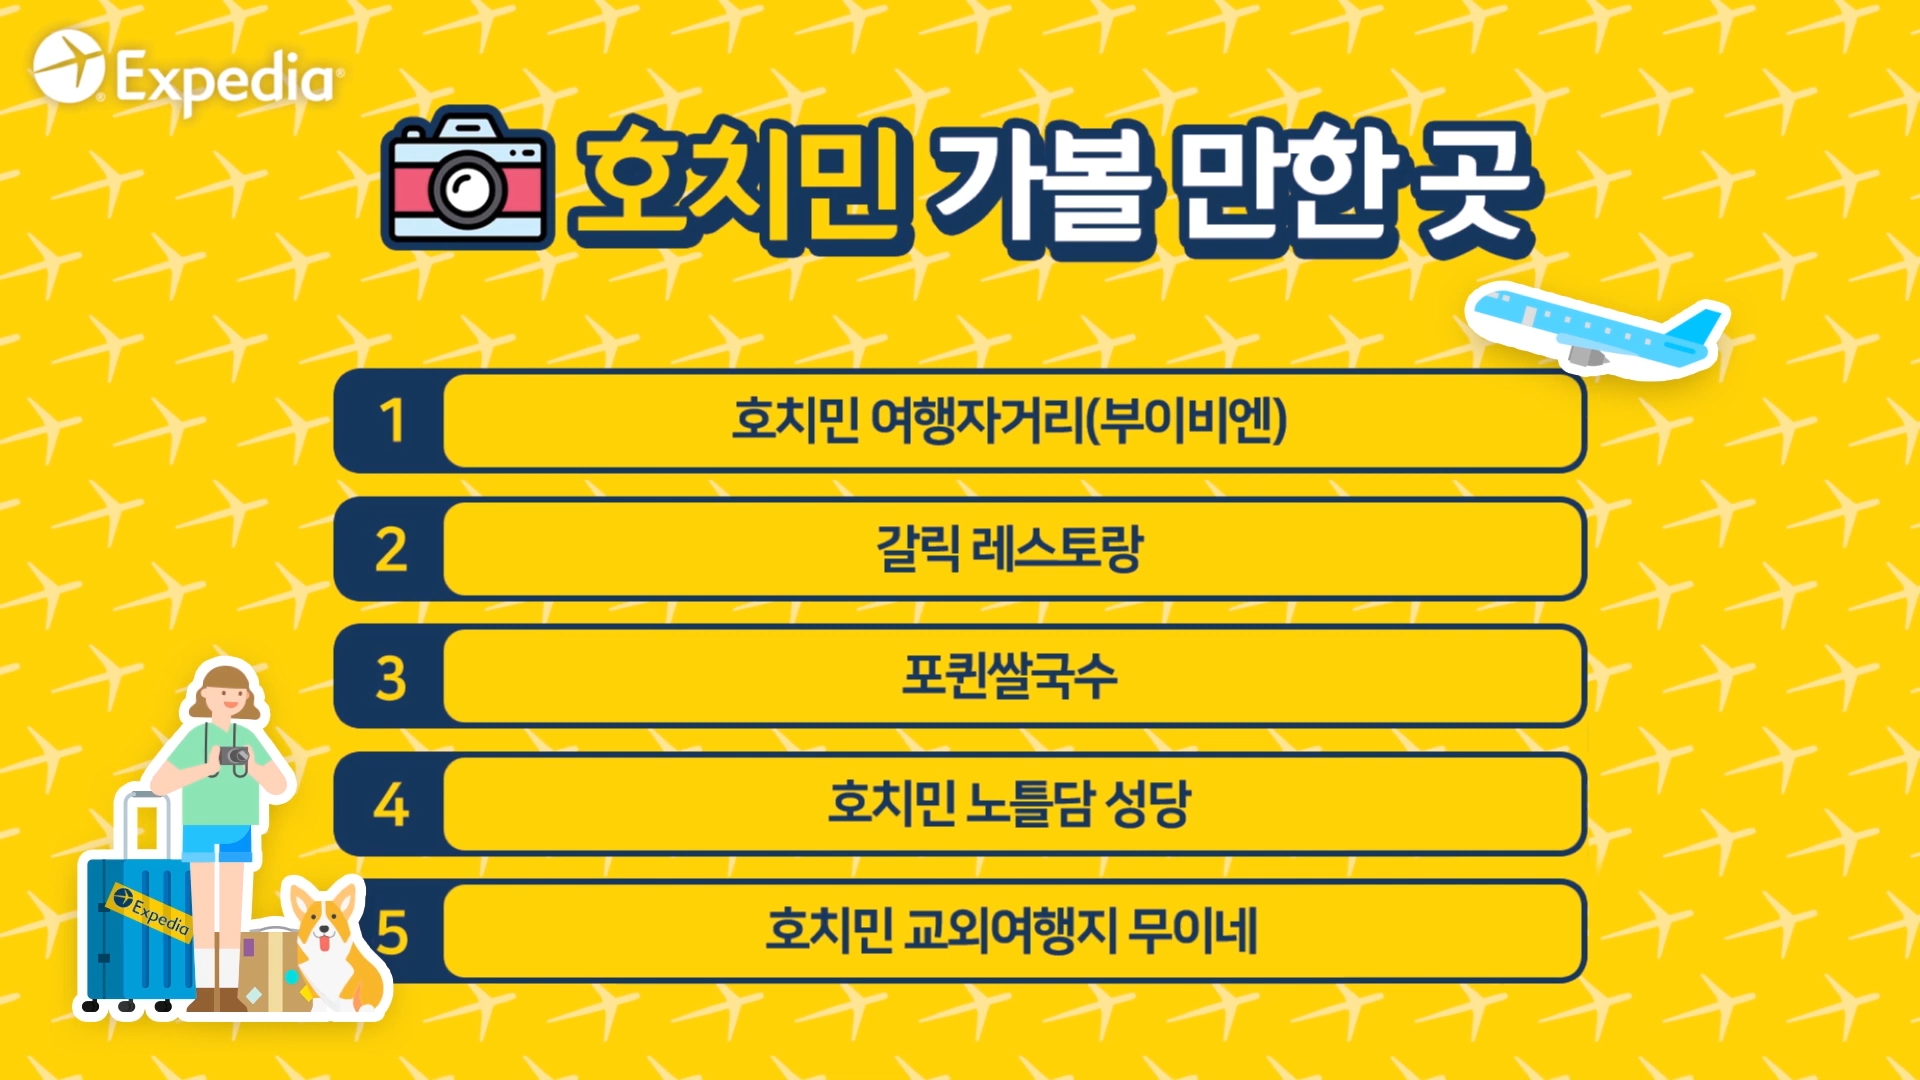 Expedia
호치민 가볼 만한 곳
1 호치민 여행자거리(부이비엔)
2 갈릭 레스토랑
3 포퀸쌀국수
4 호치민 노틀담 성당
5 호치민 교외여행지 무이네
Expedia